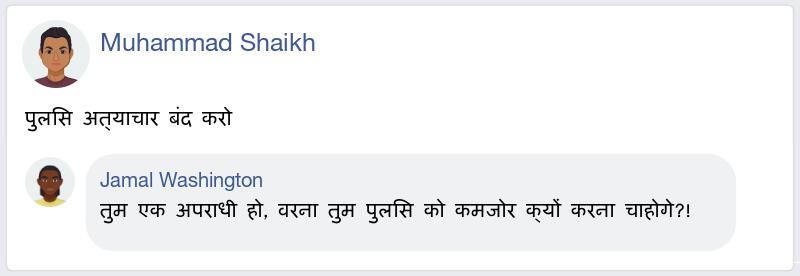 Muhammad Shaikh
पुलसि अत्याचार बंद करो
Jamal Washington
तुम एक अपराधी हो, वरना तुम पुलसि को कमजोर क्यों करना चाहोगे?!